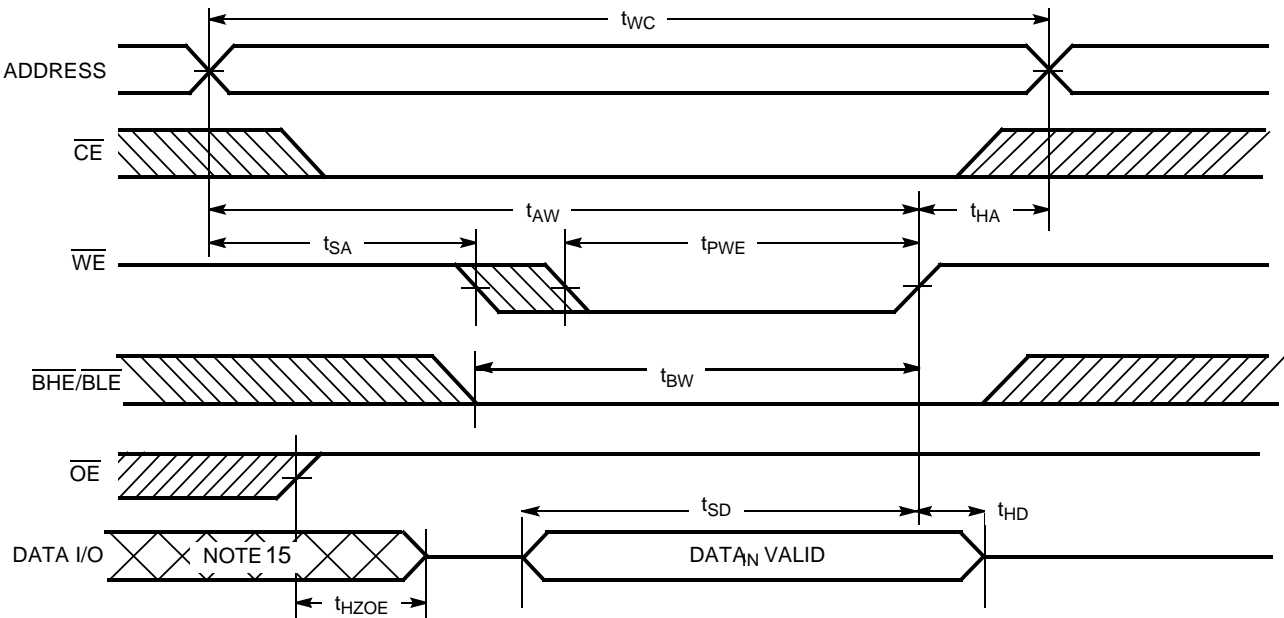 tWC
ADDRESS
CE
tAW
tHA
tSA
tPWE
WE
BHE/BLE
tBW
OE
tSD
tHD
DATA I/O
NOTE 15
DATAIN VALID
tHZOE